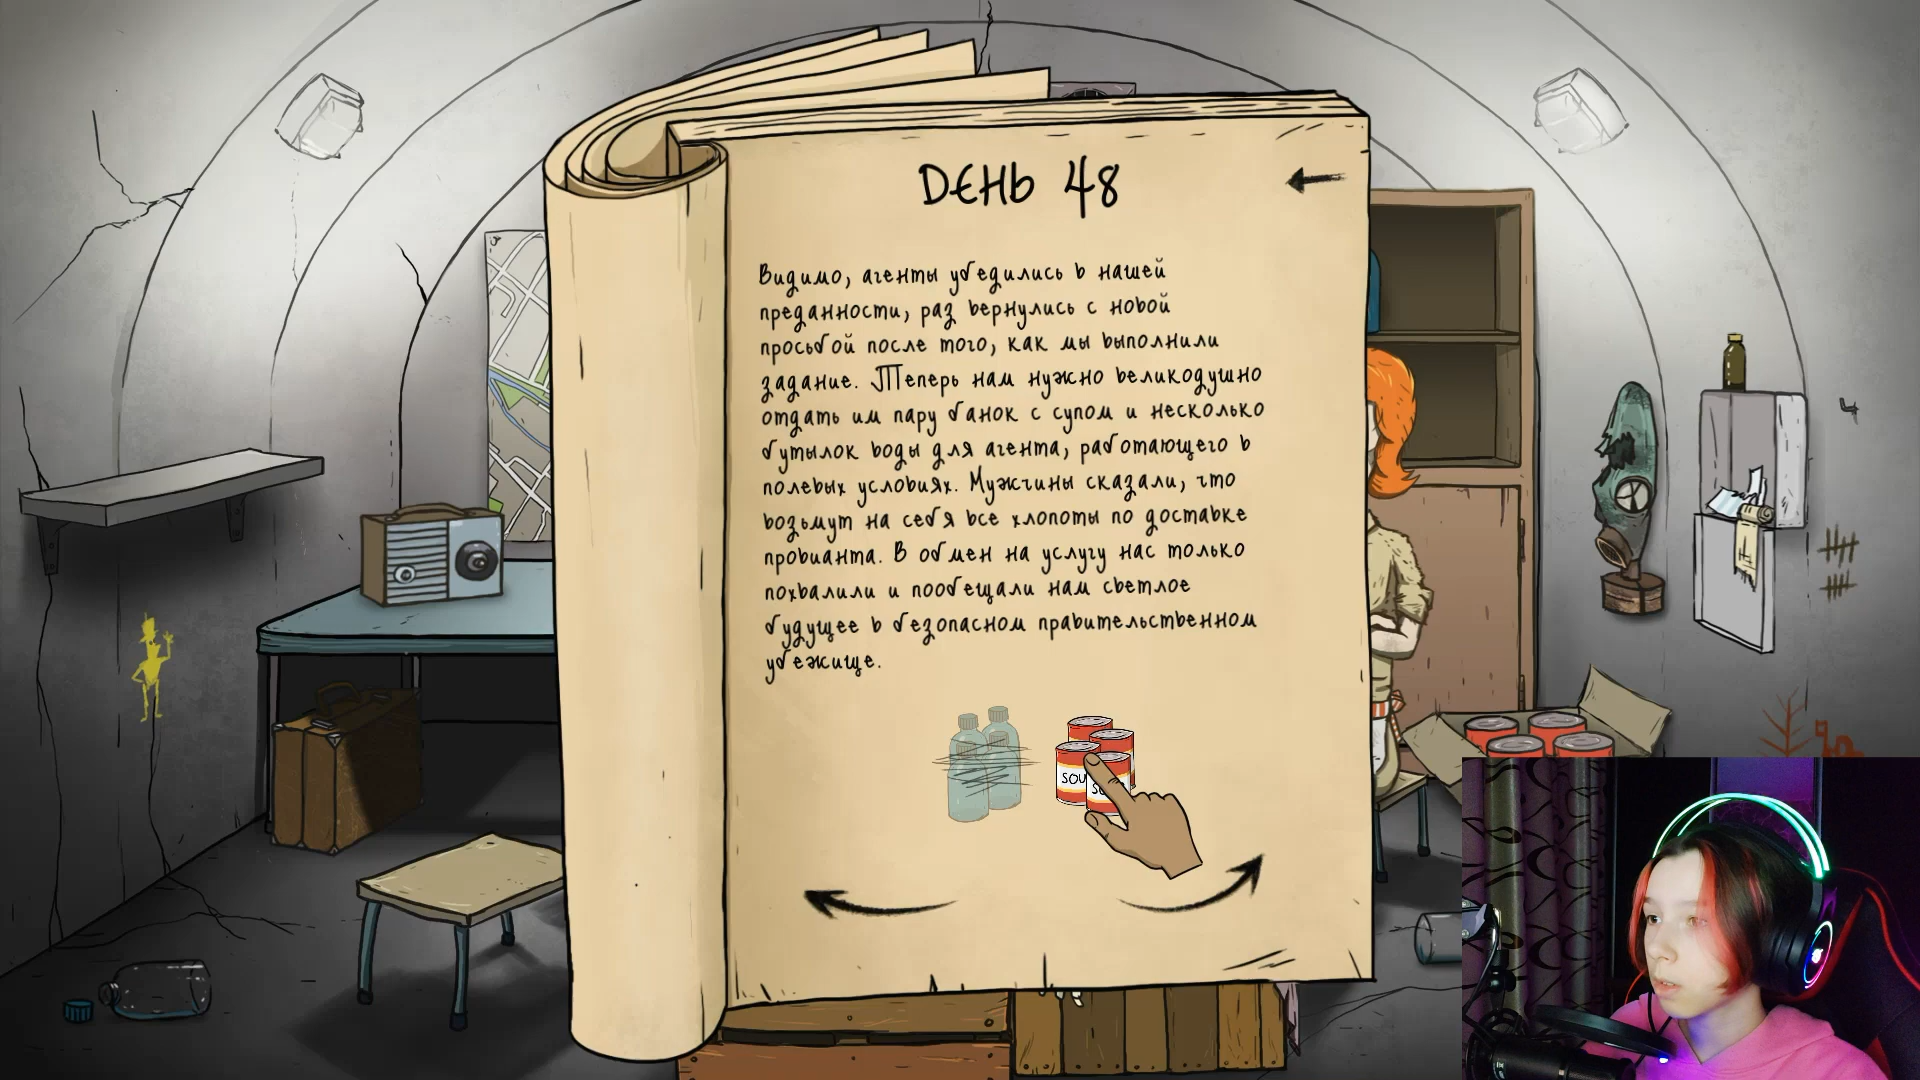 ДЕНЬ 48
Видимо, агенты убедились в нашей
преданности, раз вернулись с новой
просьбой после того, как мы выполнили
задание. Теперь нам нужно великодушно
отдать им пару банок с супом и несколько
бутылок воды для агента, работающего в
полевых условиях. Мужчины сказали, что
возьмут на себя все хлопоты по доставке
провианта. В обмен на услугу нас только
похвалили и пообещали нам светлое
будущее в безопасном правительственном
убежище.